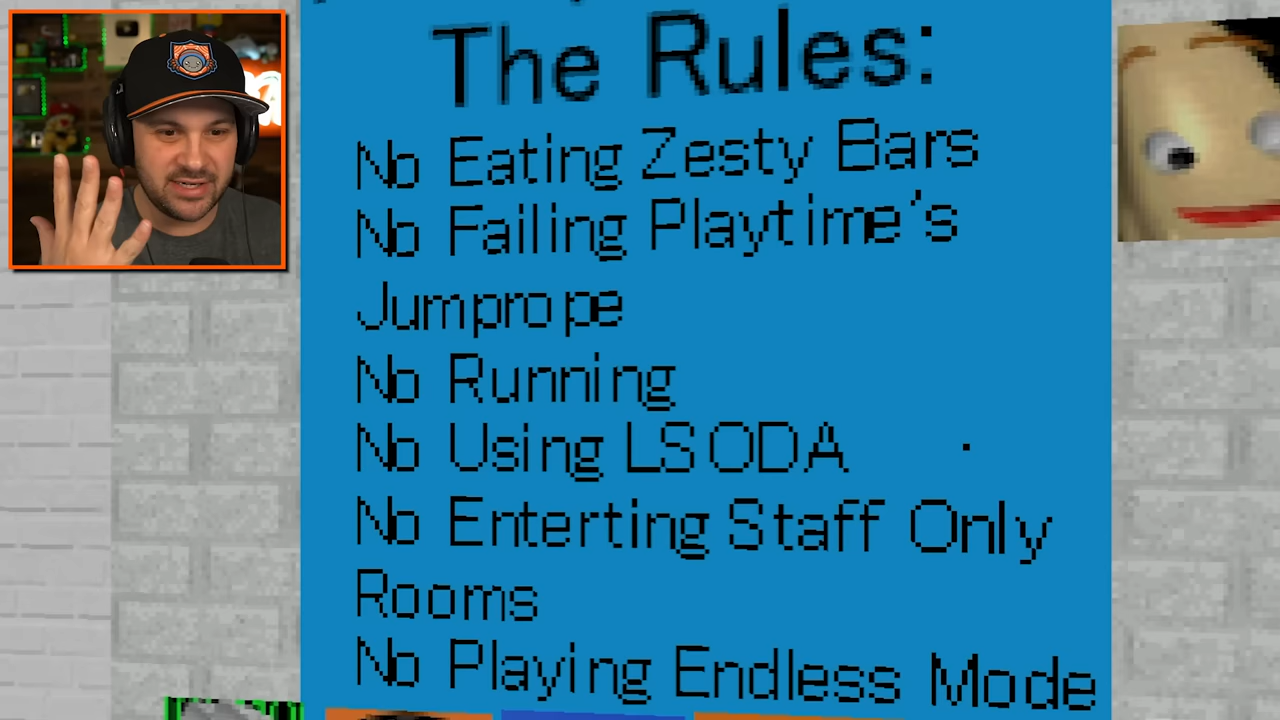 The Rules:
No Eating Zesty Bars
No Failing Playtime's
Jumprope
No Running
No Using LSODA
No Enterting Staff Only
Rooms
No Playing Endless Mode